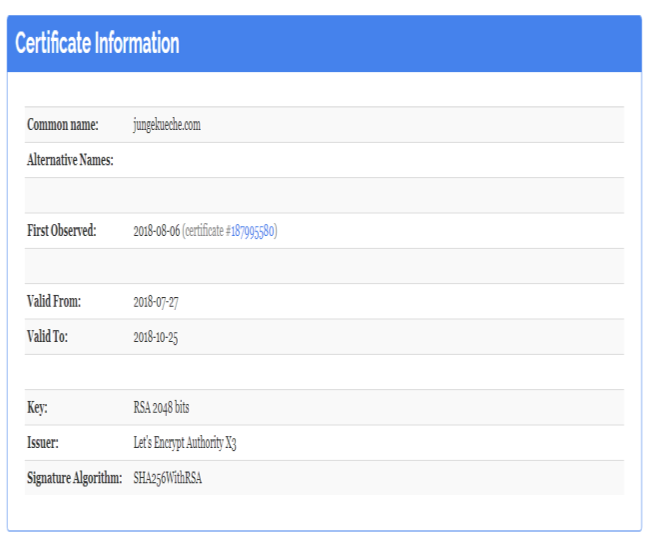 Certificate Information
Common name: jungekueche.com
Alternative Names:
First Observed: 2018-08-06 (certificate #187995580)
Valid From: 2018-07-27
Valid To: 2018-10-25
Key: RSA 2048 bits
Issuer: Let's Encrypt Authority X3
Signature Algorithm: SHA256WithRSA